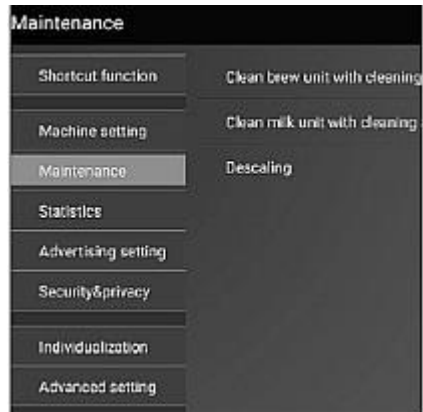 Maintenance
Shortcut function
Machine setting
Maintenance
Statistics
Advertising setting
Security&privacy
Individualization
Advanced setting
Clean brew unit with cleaning
Clean milk unit with cleaning
Descaling